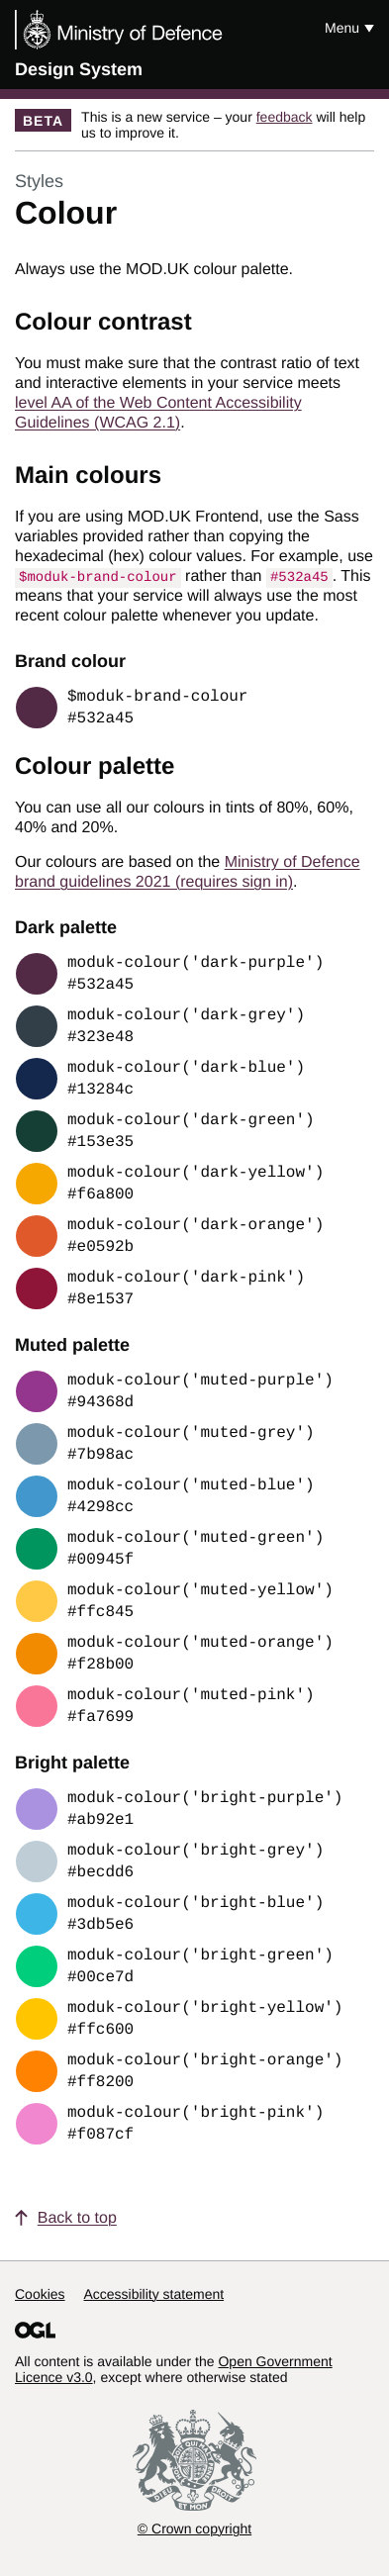 Ministry of Defence
Menu
Design System
BETA
This is a new service – your feedback will help
us to improve it.
Styles
Colour
Always use the MOD.UK colour palette.
Colour contrast
You must make sure that the contrast ratio of text
and interactive elements in your service meets
level AA of the Web Content Accessibility
Guidelines (WCAG 2.1).
Main colours
If you are using MOD.UK Frontend, use the Sass
variables provided rather than copying the
hexadecimal (hex) colour values. For example, use
$moduk-brand-colour rather than #532a45. This
means that your service will always use the most
recent colour palette whenever you update.
Brand colour
$moduk-brand-colour
#532a45
Colour palette
You can use all our colours in tints of 80%, 60%,
40% and 20%.
Our colours are based on the Ministry of Defence
brand guidelines 2021 (requires sign in).
Dark palette
moduk-colour('dark-purple')
#532a45
moduk-colour('dark-grey')
#323e48
moduk-colour('dark-blue')
#13284c
moduk-colour('dark-green')
#153e35
moduk-colour('dark-yellow')
#f6a800
moduk-colour('dark-orange')
#e0592b
moduk-colour('dark-pink')
#8e1537
Muted palette
moduk-colour('muted-purple')
#94368d
moduk-colour('muted-grey')
#7b98ac
moduk-colour('muted-blue')
#4298cc
moduk-colour('muted-green')
#00945f
moduk-colour('muted-yellow')
#ffc845
moduk-colour('muted-orange')
#f28b00
moduk-colour('muted-pink')
#fa7699
Bright palette
moduk-colour('bright-purple')
#ab92e1
moduk-colour('bright-grey')
#becdd6
moduk-colour('bright-blue')
#3db5e6
moduk-colour('bright-green')
#00ce7d
moduk-colour('bright-yellow')
#ffc600
moduk-colour('bright-orange')
#ff8200
moduk-colour('bright-pink')
#f087cf
Back to top
Cookies Accessibility statement
OGL
All content is available under the Open Government
Licence v3.0, except where otherwise stated
DIEU ET MON DROIT
© Crown copyright